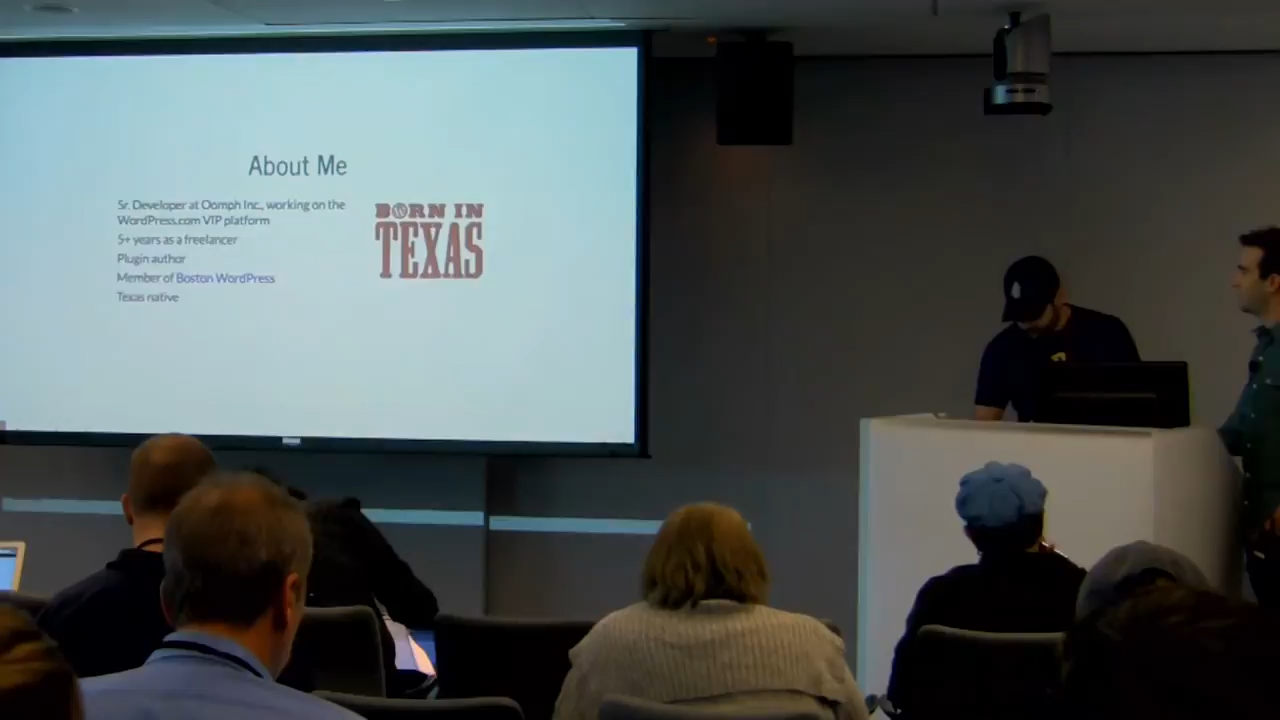 About Me
Sr. Developer at Oomph Inc., working on the
WordPress.com VIP platform
5+ years as a freelancer
Plugin author
Member of Boston WordPress
Texas native
BORN IN
TEXAS